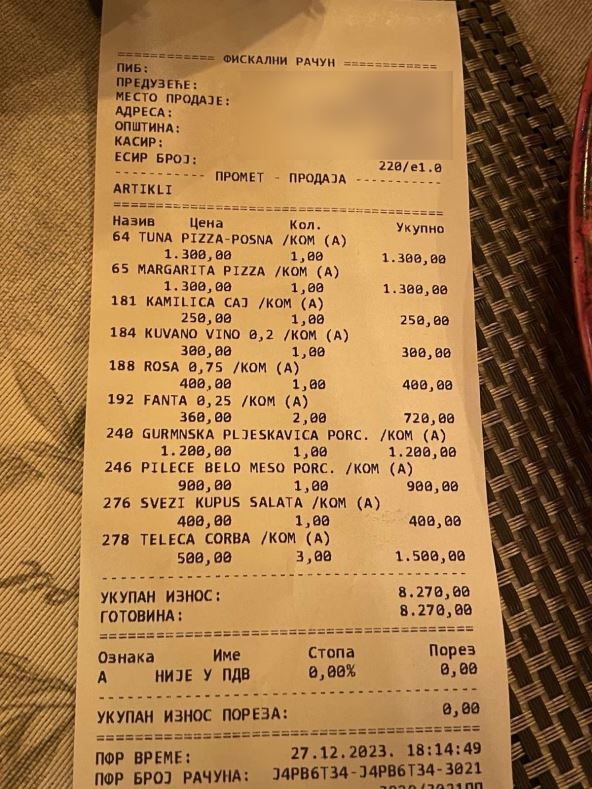 ============ ФИСКАЛНИ РАЧУН ============
ПИБ:
ПРЕДУЗЕЋЕ:
МЕСТО ПРОДАЈЕ:
АДРЕСА:
ОПШТИНА:
КАСИР:
ЕСИР БРОЈ: 220/e1.0
----------- ПРОМЕТ - ПРОДАЈА -----------
ARTIKLI
========================================
Назив Цена Кол. Укупно
64 TUNA PIZZA-POSNA /KOM (A)
1.300,00 1,00 1.300,00
65 MARGARITA PIZZA /KOM (A)
1.300,00 1,00 1.300,00
181 KAMILICA CAJ /KOM (A)
250,00 1,00 250,00
184 KUVANO VINO 0,2 /KOM (A)
300,00 1,00 300,00
188 ROSA 0,75 /KOM (A)
400,00 1,00 400,00
192 FANTA 0,25 /KOM (A)
360,00 2,00 720,00
240 GURMNSKA PLJESKAVICA PORC. /KOM (A)
1.200,00 1,00 1.200,00
246 PILECE BELO MESO PORC. /KOM (A)
900,00 1,00 900,00
276 SVEZI KUPUS SALATA /KOM (A)
400,00 1,00 400,00
278 TELECA CORBA /KOM (A)
500,00 3,00 1.500,00
----------------------------------------
УКУПАН ИЗНОС: 8.270,00
ГОТОВИНА: 8.270,00
========================================
Ознака Име Стопа Порез
А НИЈЕ У ПДВ 0,00% 0,00
----------------------------------------
УКУПАН ИЗНОС ПОРЕЗА: 0,00
========================================
ПФР ВРЕМЕ: 27.12.2023. 18:14:49
ПФР БРОЈ РАЧУНА: J4PB6T34-J4PB6T34-3021